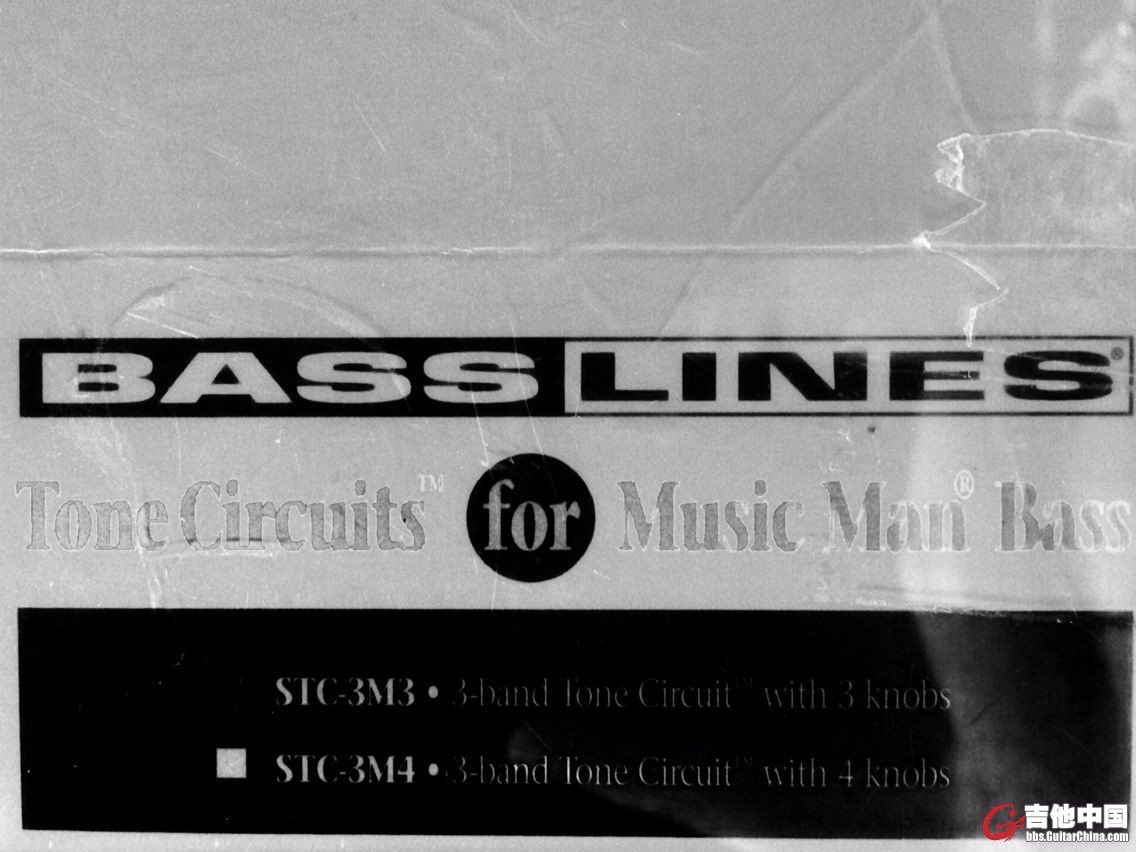 BASSLINES®
Tone Circuits™ for Music Man® Bass
STC-3M3 • 3-band Tone Circuit™ with 3 knobs
STC-3M4 • 3-band Tone Circuit™ with 4 knobs
吉他中国
bbs.GuitarChina.com